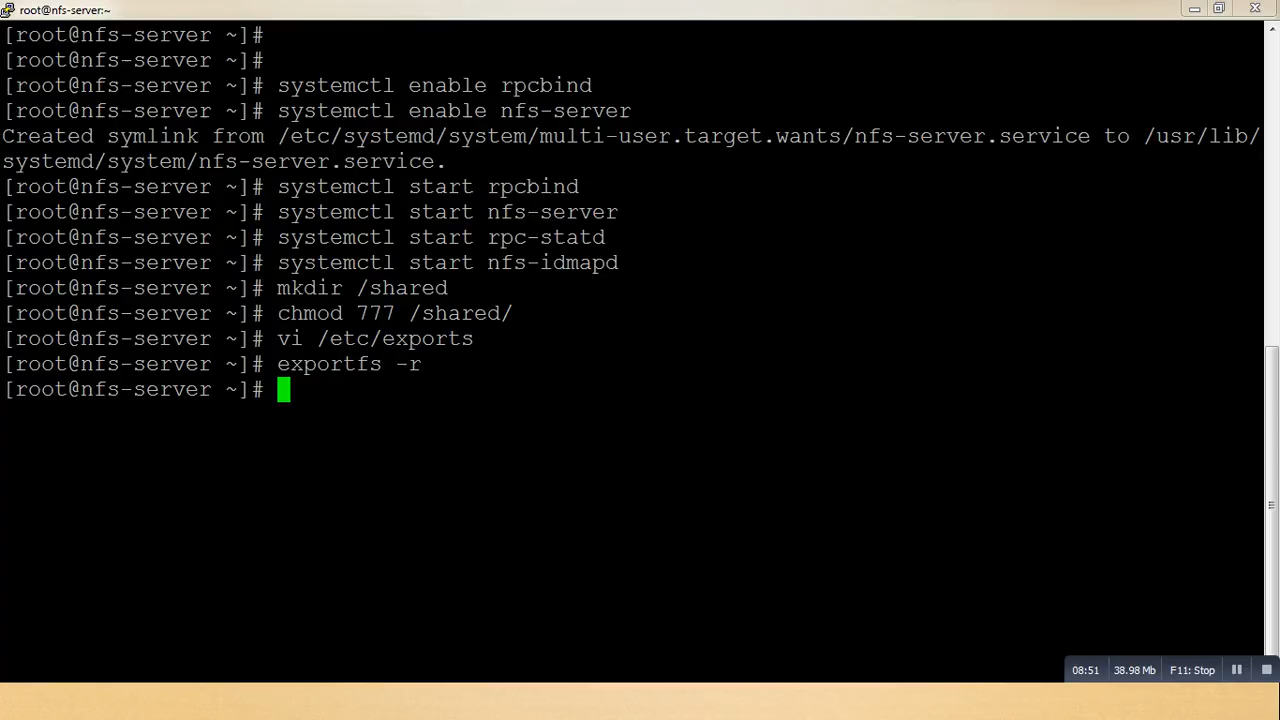 root@nfs-server:~
[root@nfs-server ~]#
[root@nfs-server ~]#
[root@nfs-server ~]# systemctl enable rpcbind
[root@nfs-server ~]# systemctl enable nfs-server
Created symlink from /etc/systemd/system/multi-user.target.wants/nfs-server.service to /usr/lib/
systemd/system/nfs-server.service.
[root@nfs-server ~]# systemctl start rpcbind
[root@nfs-server ~]# systemctl start nfs-server
[root@nfs-server ~]# systemctl start rpc-statd
[root@nfs-server ~]# systemctl start nfs-idmapd
[root@nfs-server ~]# mkdir /shared
[root@nfs-server ~]# chmod 777 /shared/
[root@nfs-server ~]# vi /etc/exports
[root@nfs-server ~]# exportfs -r
[root@nfs-server ~]#
08:51 38.98 Mb F11: Stop